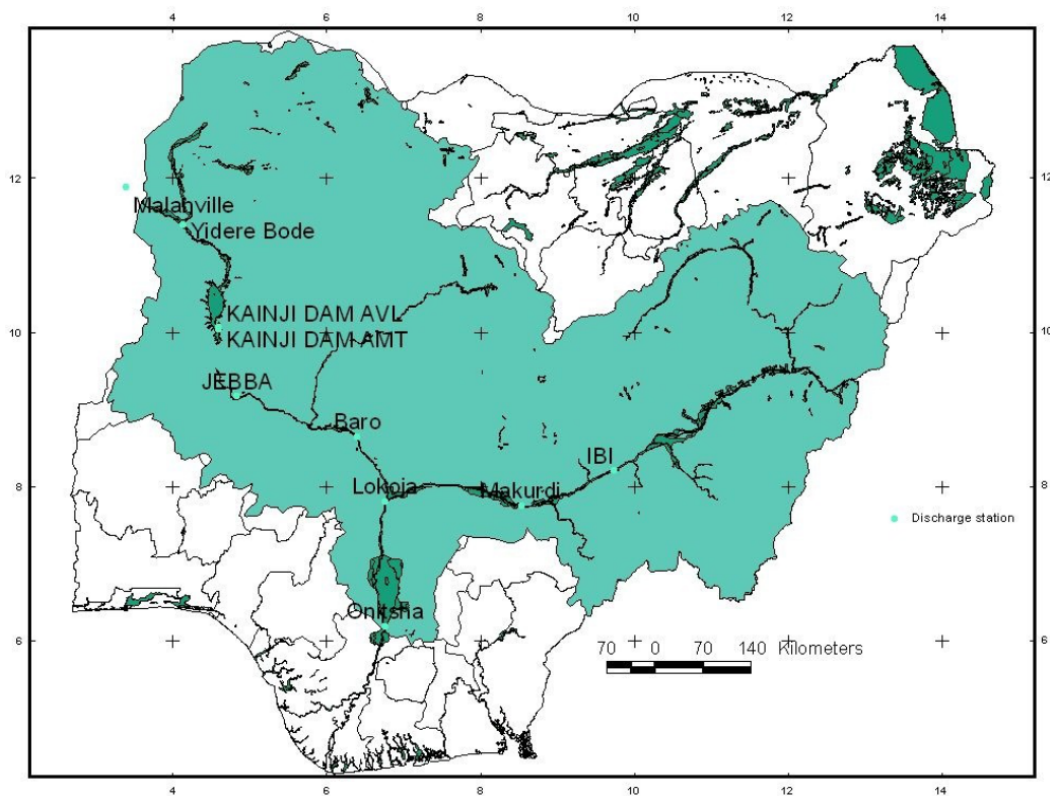 4 6 8 10 12 14
12 12
Malanville
Yidere Bode
KAINJI DAM AVL
10 10
KAINJI DAM AMT
JEBBA
Baro
IBI
Lokoja
8 Makurdi 8
Discharge station
Onitsha
6 6
70 0 70 140 Kilometers
4 6 8 10 12 14